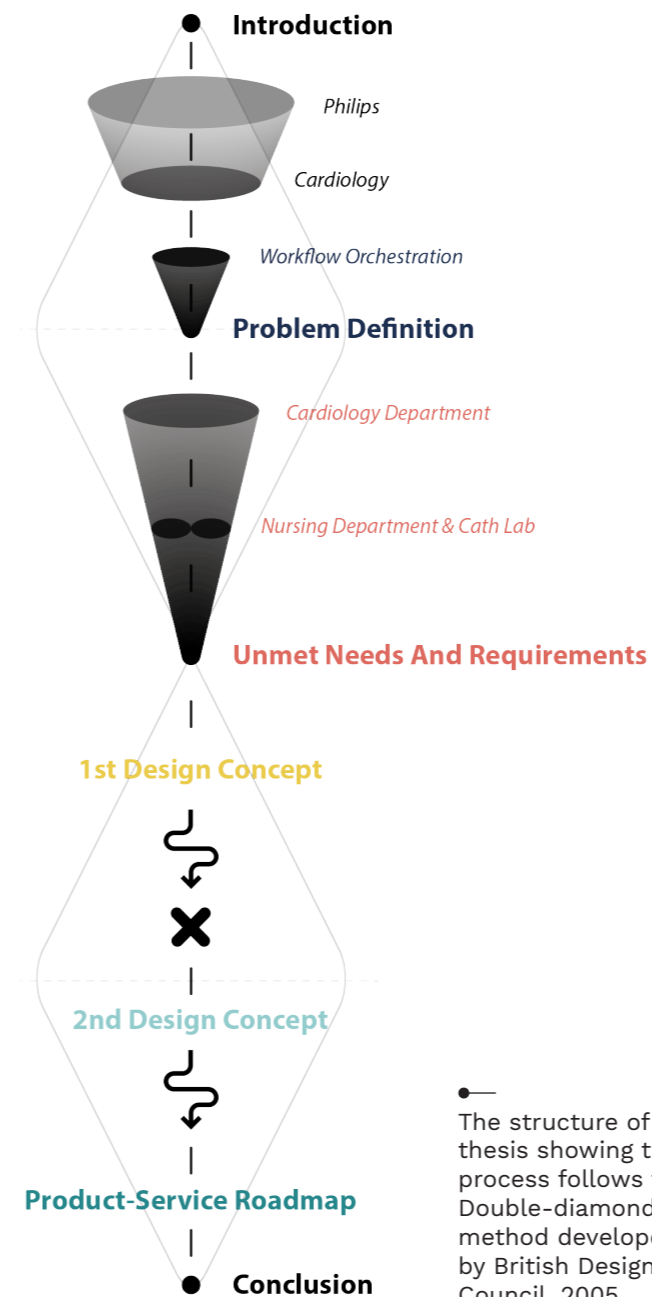 Introduction
Philips
Cardiology
Workflow Orchestration
Problem Definition
Cardiology Department
Nursing Department & Cath Lab
Unmet Needs And Requirements
1st Design Concept
2nd Design Concept
Product-Service Roadmap
Conclusion
The structure of
thesis showing
process follows
Double-diamond
method
by British Design
Council, 2005